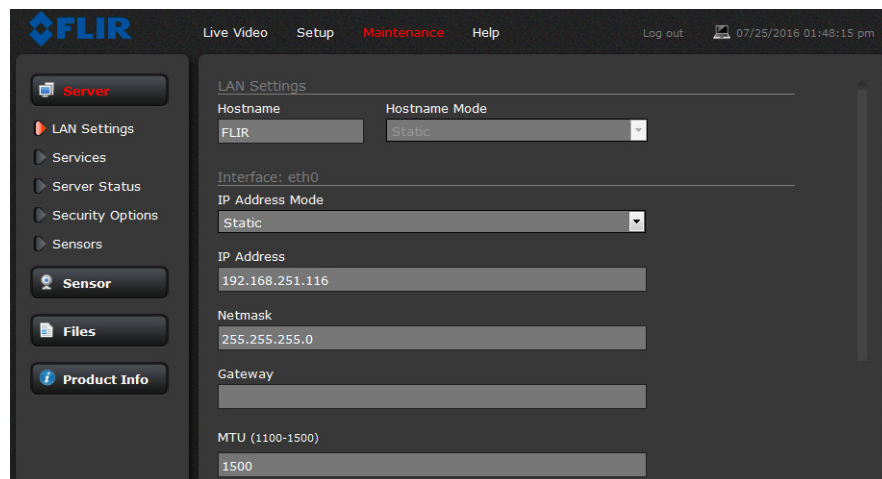 FLIR
Live Video Setup Maintenance Help Log out 07/25/2016 01:48:15 pm
Server
LAN Settings
Services
Server Status
Security Options
Sensors
Sensor
Files
Product Info
LAN Settings
Hostname Hostname Mode
FLIR Static
Interface: eth0
IP Address Mode
Static
IP Address
192.168.251.116
Netmask
255.255.255.0
Gateway
MTU (1100-1500)
1500